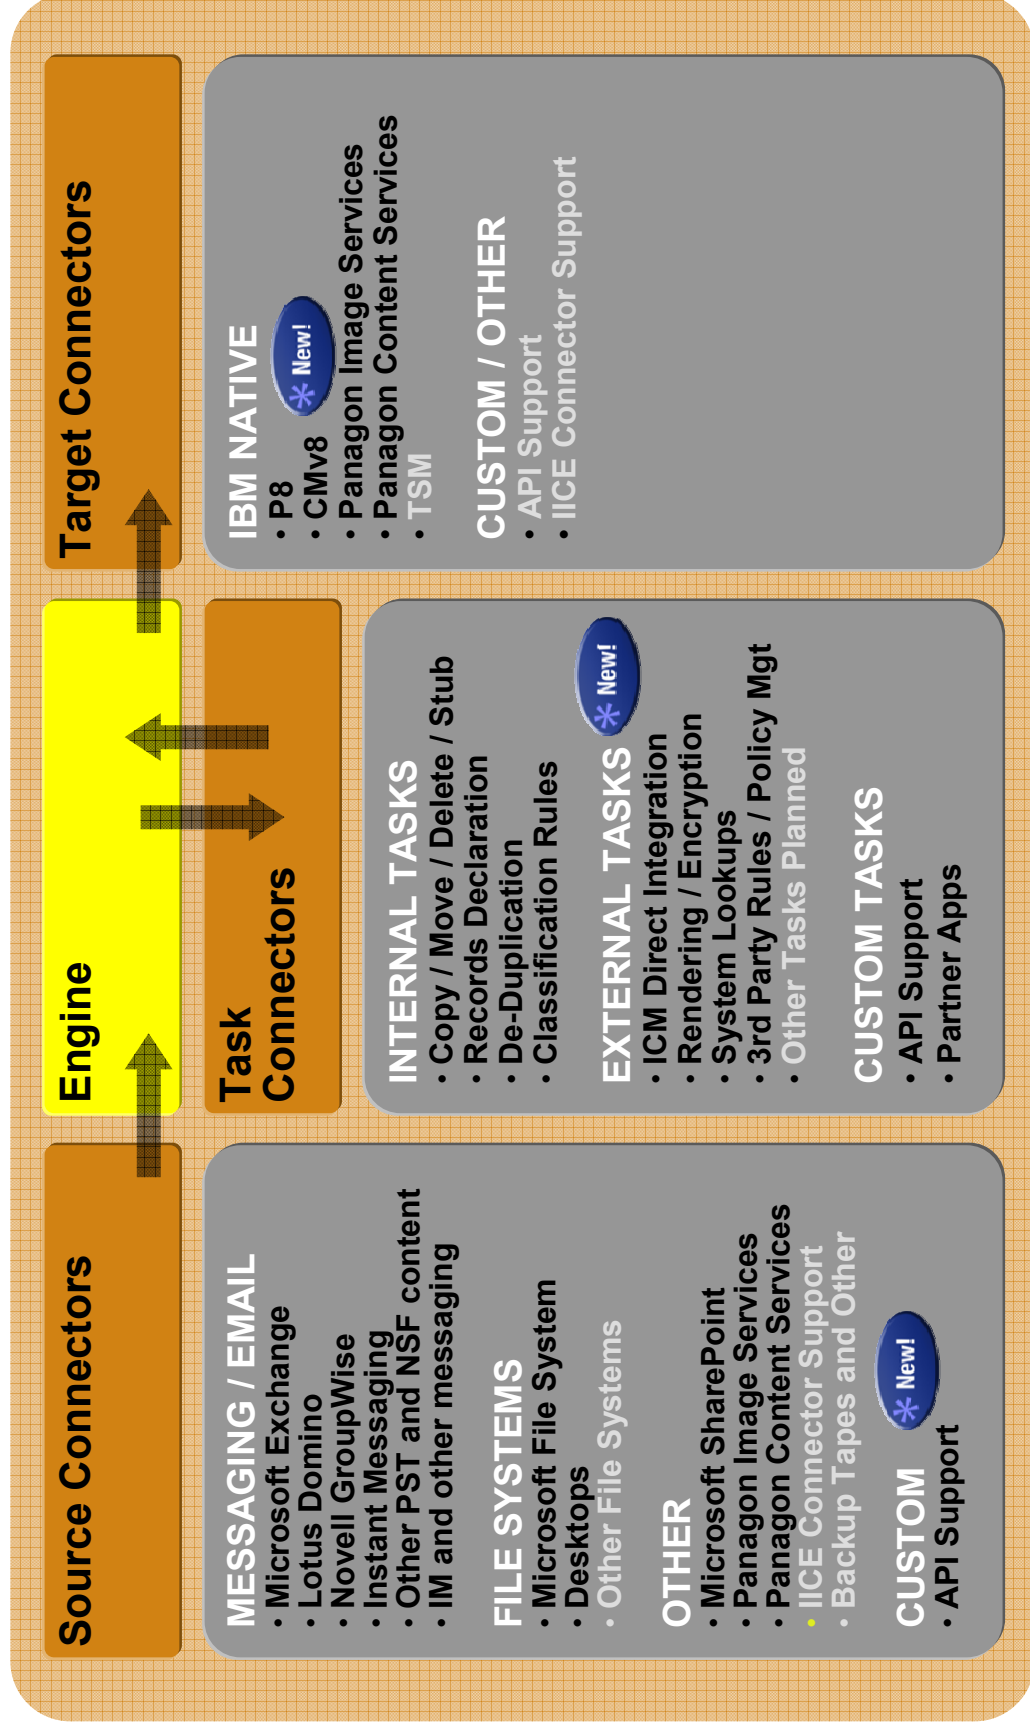 Source Connectors
MESSAGING / EMAIL
• Microsoft Exchange
• Lotus Domino
• Novell GroupWise
• Instant Messaging
• Other PST and NSF content
• IM and other messaging
FILE SYSTEMS
• Microsoft File System
• Desktops
• Other File Systems
OTHER
• Microsoft SharePoint
• Panagon Image Services
• Panagon Content Services
• IICE Connector Support
• Backup Tapes and Other
CUSTOM
* New!
• API Support
Engine
Task
Connectors
INTERNAL TASKS
• Copy / Move / Delete / Stub
• Records Declaration
• De-Duplication
• Classification Rules
EXTERNAL TASKS
* New!
• ICM Direct Integration
• Rendering / Encryption
• System Lookups
• 3rd Party Rules / Policy Mgt
• Other Tasks Planned
CUSTOM TASKS
• API Support
• Partner Apps
Target Connectors
IBM NATIVE
• P8
• CMv8
* New!
• Panagon Image Services
• Panagon Content Services
• TSM
CUSTOM / OTHER
• API Support
• IICE Connector Support